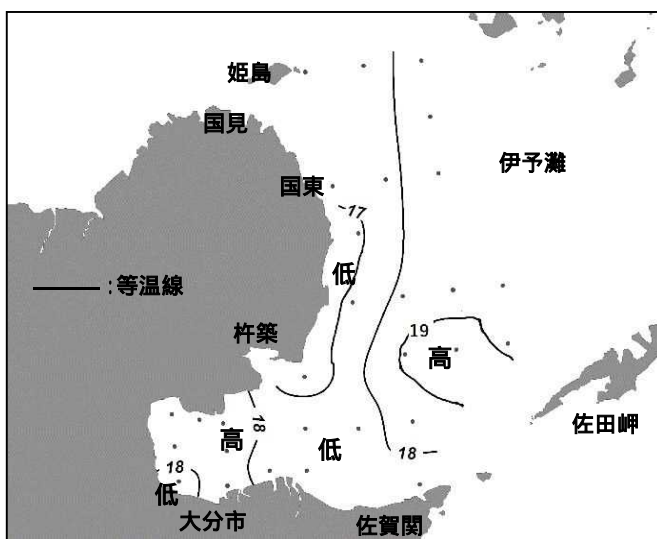 姫島
国見
伊予灘
国東
17
低
: 等温線
杵築
19
高
佐田岬
18
高
低
18
18
低
大分市
佐賀関